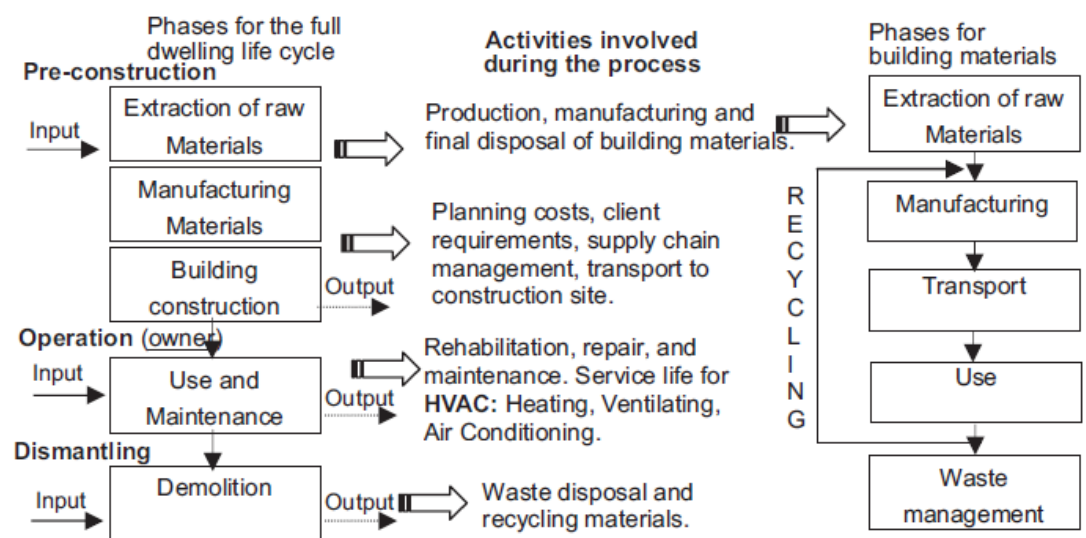 Phases for the full
dwelling life cycle
Pre-construction
Input
Extraction of raw
Materials
Manufacturing
Materials
Building
construction
Output
Operation (owner)
Input
Use and
Maintenance
Output
Dismantling
Input
Demolition
Output
Activities involved
during the process
Production, manufacturing and
final disposal of building materials.
Planning costs, client
requirements, supply chain
management, transport to
construction site.
Rehabilitation, repair, and
maintenance. Service life for
HVAC: Heating, Ventilating,
Air Conditioning.
Waste disposal and
recycling materials.
Phases for
building materials
Extraction of raw
Materials
Manufacturing
Transport
Use
Waste
management
RECYCLING